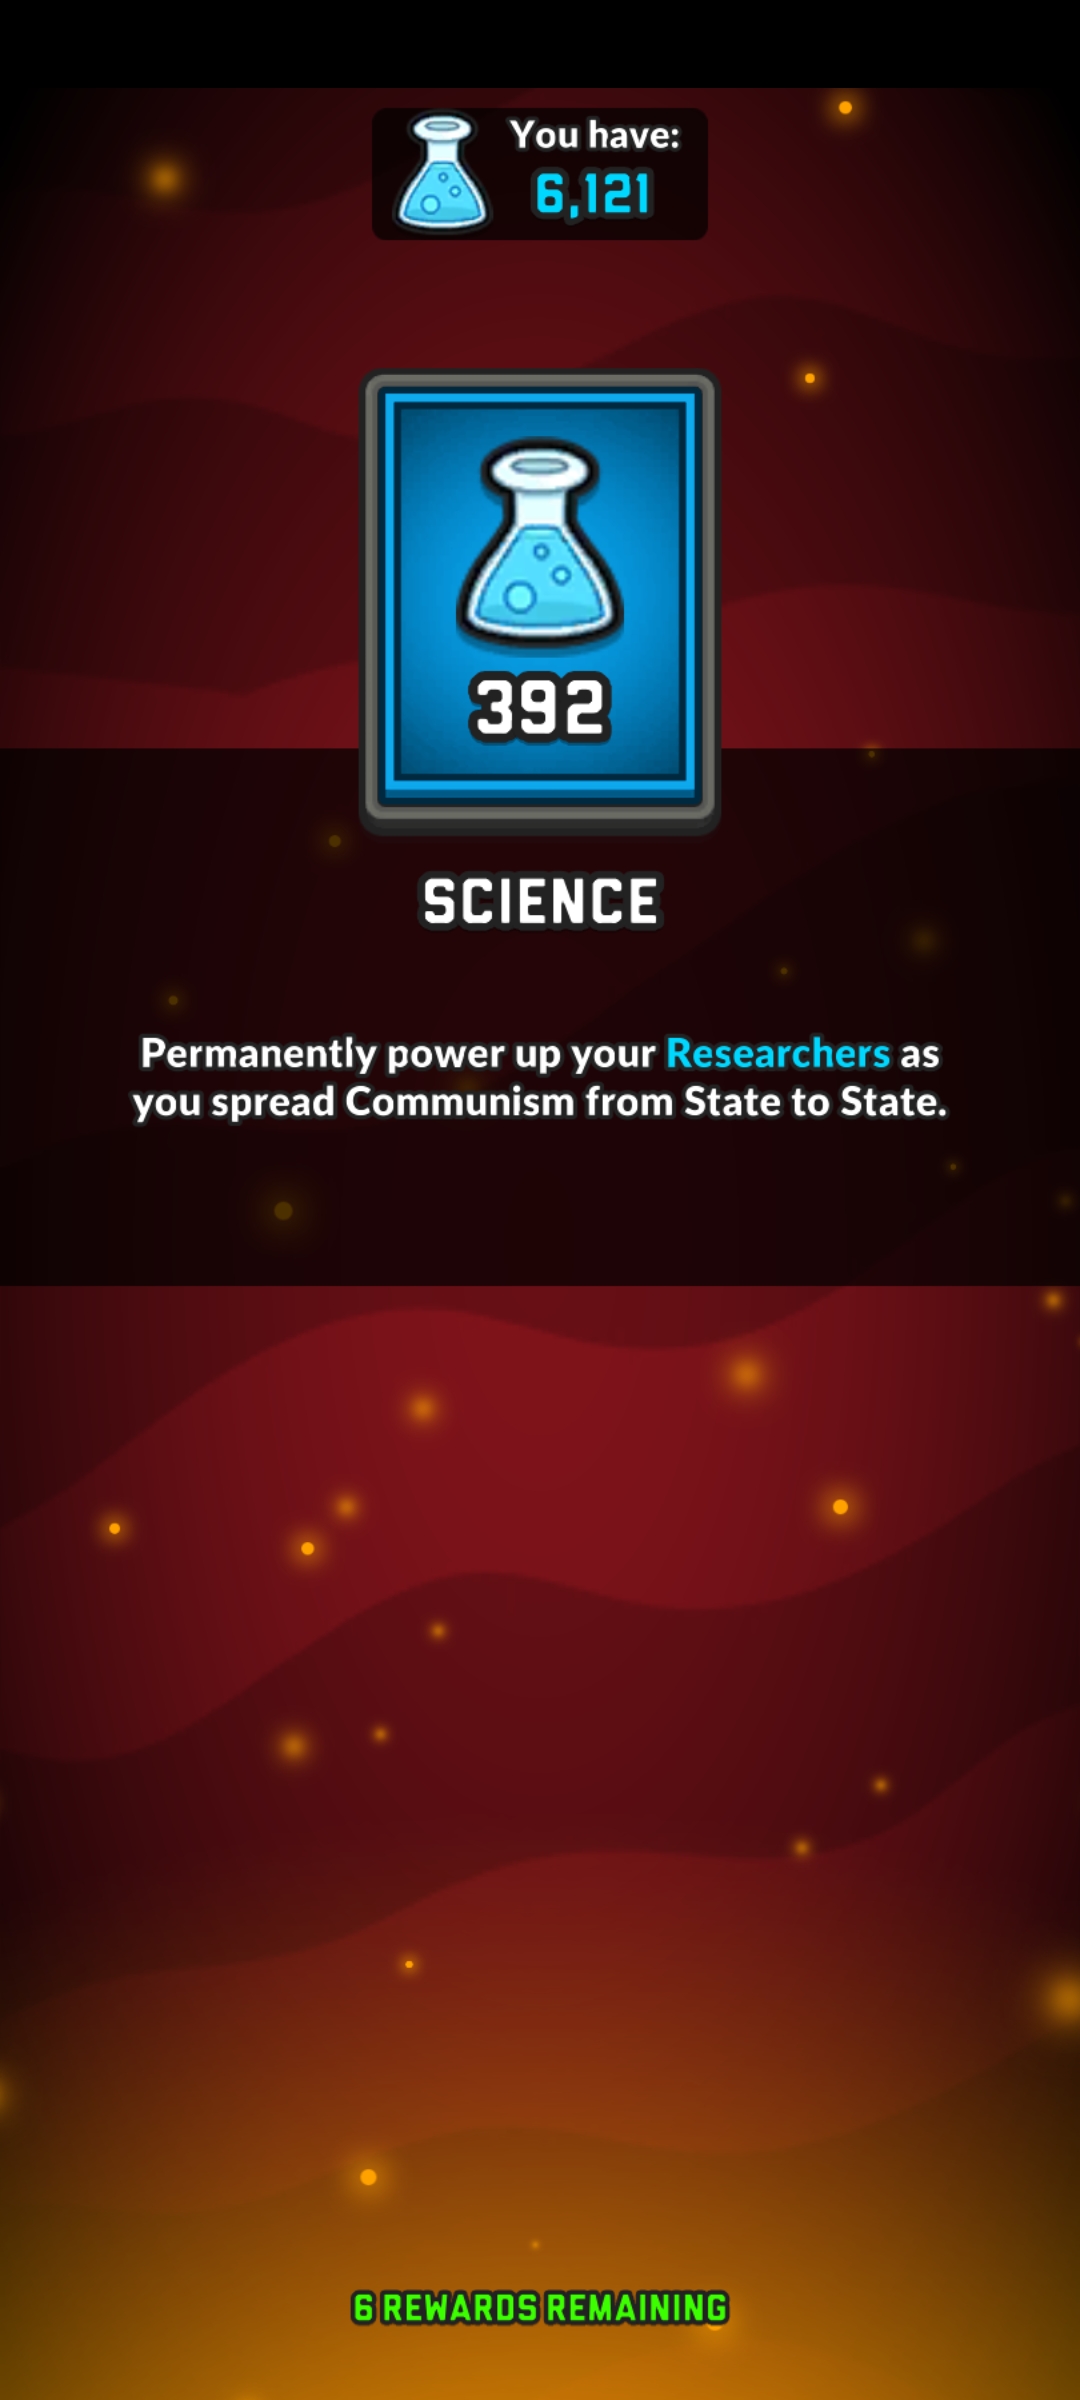 You have:
6,121
392
SCIENCE
Permanently power up your Researchers as
you spread Communism from State to State.
6 REWARDS REMAINING